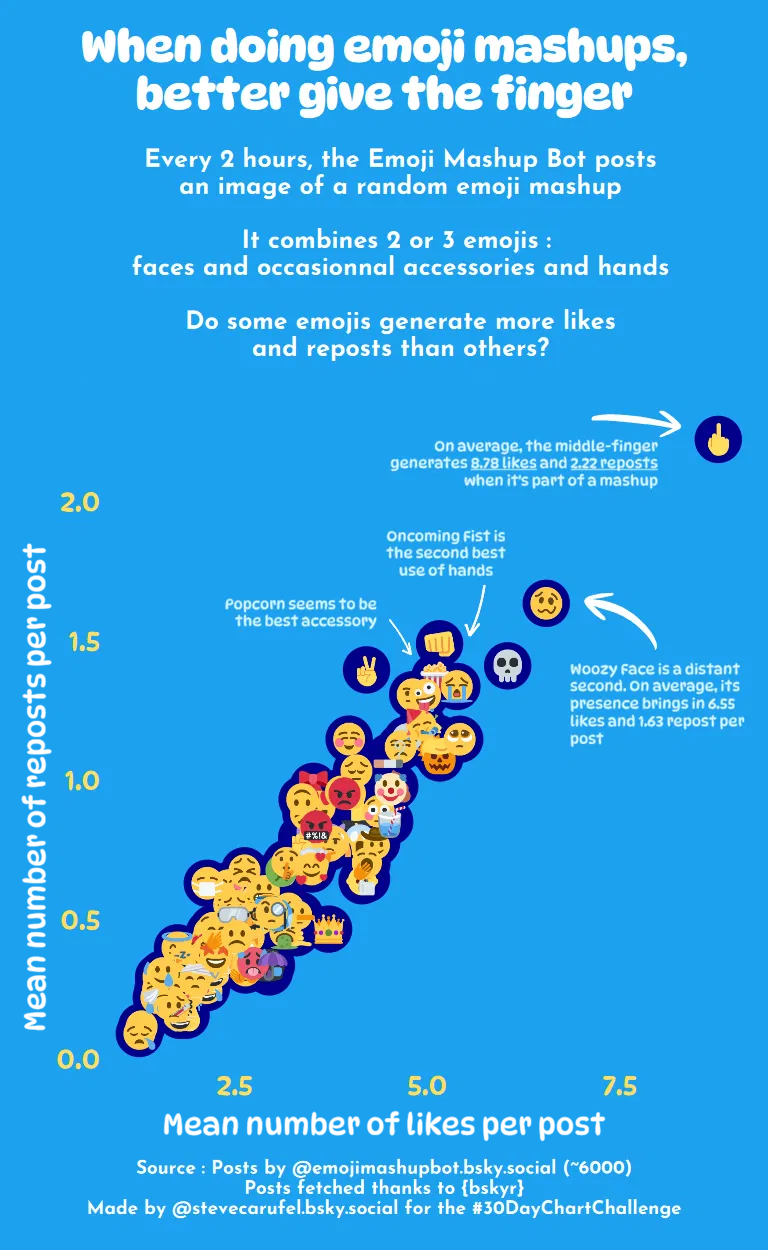 When doing emoji mashups,
better give the finger
Every 2 hours, the Emoji Mashup Bot posts
an image of a random emoji mashup
It combines 2 or 3 emojis :
faces and occasionnal accessories and hands
Do some emojis generate more likes
and reposts than others?
On average, the middle-finger
generates 8.78 likes and 2.22 reposts
when it's part of a mashup
2.0
Oncoming Fist is
the second best
use of hands
Popcorn seems to be
the best accessory
1.5
Woozy Face is a distant
second. On average, its
presence brings in 6.55
likes and 1.63 repost per
post
1.0
#%!&
0.5
0.0
Mean number of reposts per post
2.5 5.0 7.5
Mean number of likes per post
Source : Posts by @emojimashupbot.bsky.social (~6000)
Posts fetched thanks to {bskyr}
Made by @stevecarufel.bsky.social for the #30DayChartChallenge